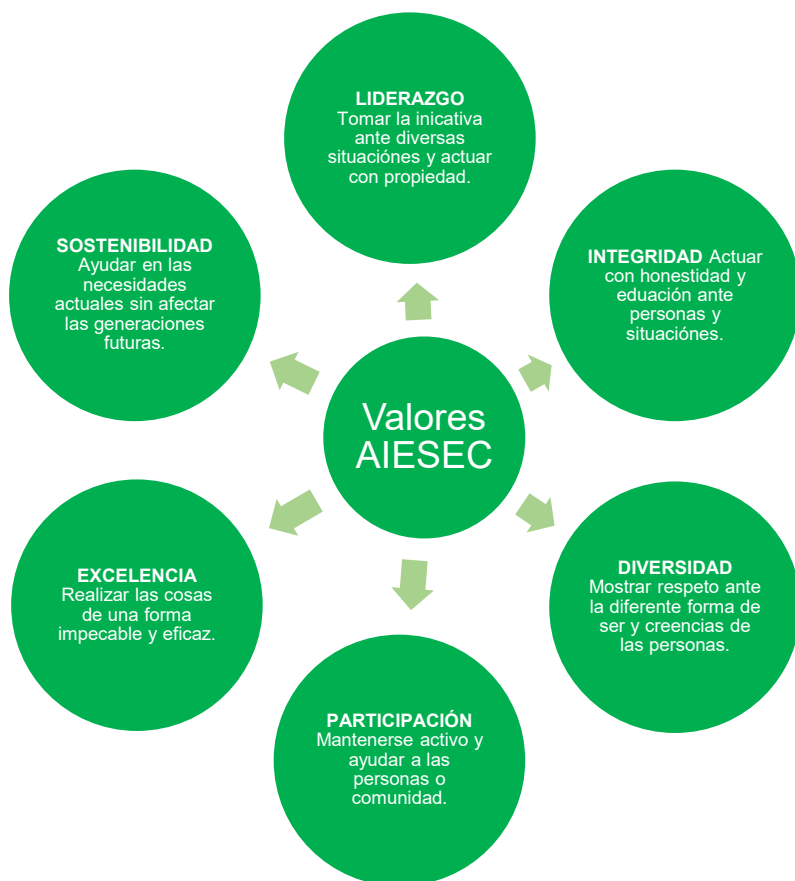 LIDERAZGO
Tomar la inicativa
ante diversas
situaciónes y actuar
con propiedad.
SOSTENIBILIDAD
Ayudar en las
necesidades
actuales sin afectar
las generaciones
futuras.
INTEGRIDAD Actuar
con honestidad y
eduación ante
personas y
situaciónes.
Valores
AIESEC
EXCELENCIA
Realizar las cosas
de una forma
impecable y eficaz.
DIVERSIDAD
Mostrar respeto ante
la diferente forma de
ser y creencias de
las personas.
PARTICIPACIÓN
Mantenerse activo y
ayudar a las
personas o
comunidad.